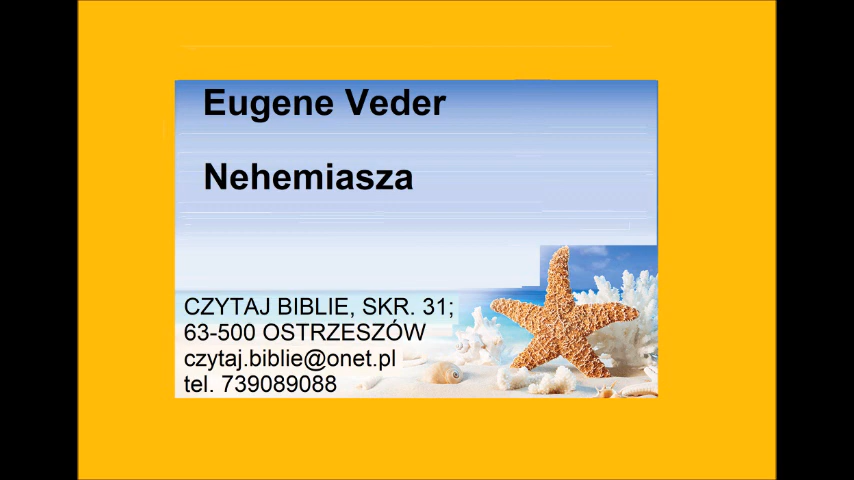 Eugene Veder
Nehemiasza
CZYTAJ BIBLIE, SKR. 31;
63-500 OSTRZESZÓW
czytaj.biblie@onet.pl
tel. 739089088